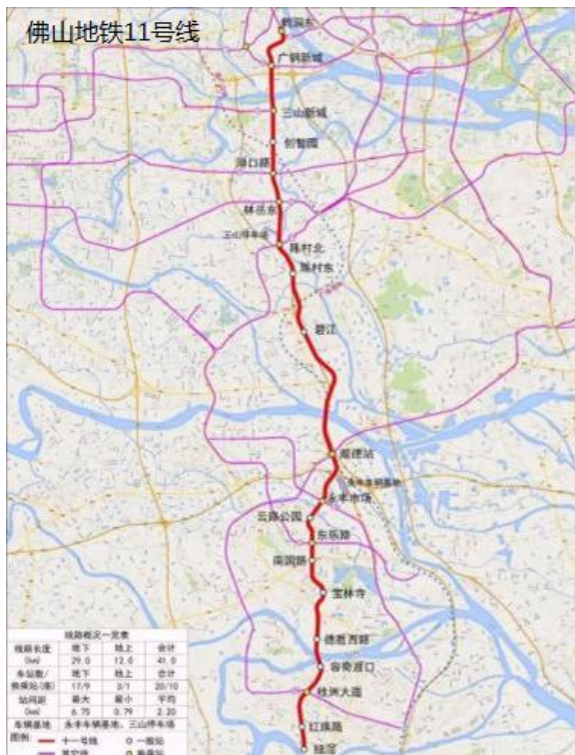 佛山地铁11号线
鹤洞东
广钢新城
三山新城
创智园
港口路
林岳东
三山停车场
陈村北
陈村东
碧江
顺德站
永丰车辆基地
永丰市场
云路公园
东乐路
南国路
宝林寺
德胜西路
容奇渡口
桂洲大道
红旗路
线路概况一览表
线路长度 地下 地上 合计
(km) 29.0 12.0 41.0
车站数/ 地下 地上 合计
换乘站(座) 17/9 3/1 20/10
站间距 最大 最小 平均
(km) 6.75 0.79 2.20
车辆基地 永丰车辆基地、三山停车场
图例: 十一号线 一般站
其它线 换乘站